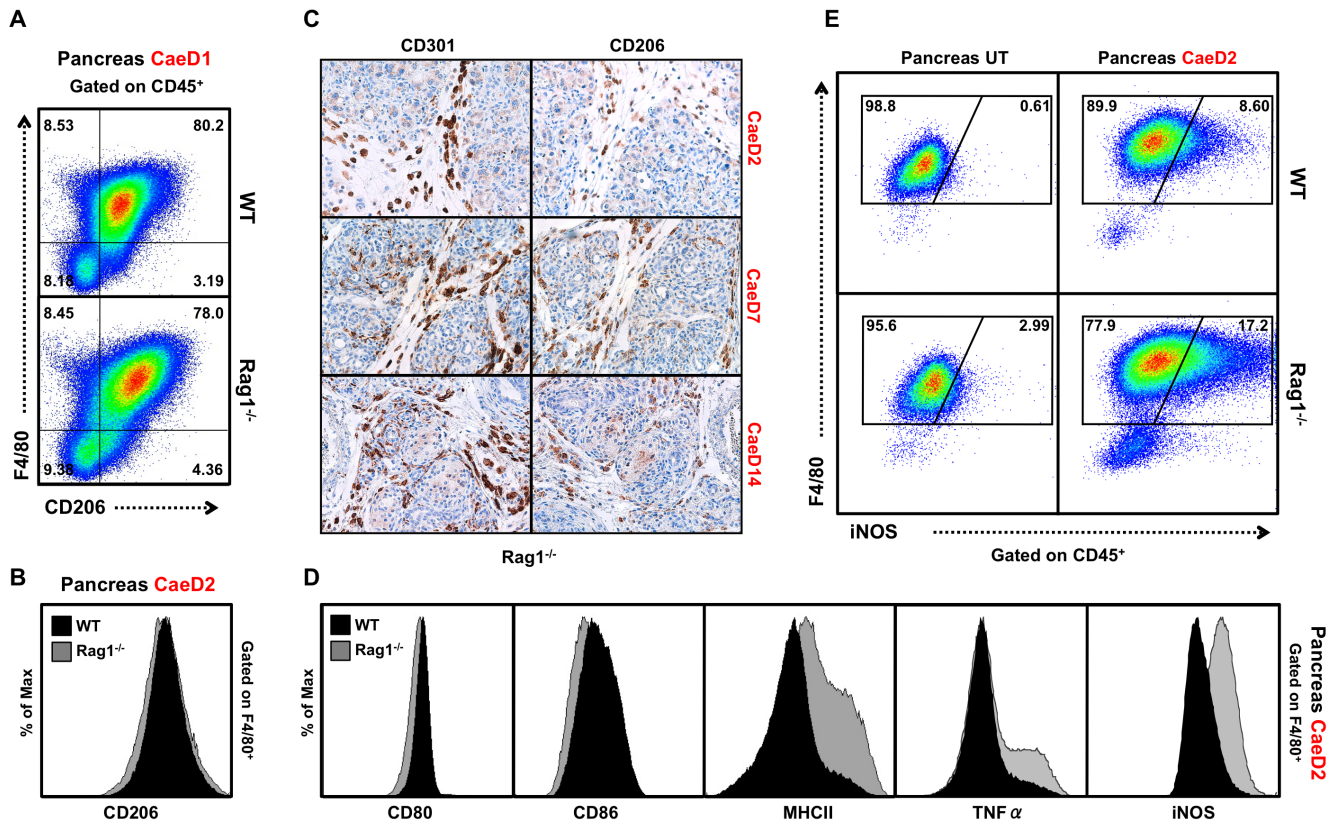 A
Pancreas CaeD1
Gated on CD45+
8.53 80.2
8.18 3.19
WT
8.45 78.0
9.38 4.36
Rag1-/-
F4/80
CD206
B
Pancreas CaeD2
WT
Rag1-/-
% of Max
Gated on F4/80+
CD206
C
CD301 CD206
CaeD2
CaeD7
CaeD14
Rag1-/-
D
WT
Rag1-/-
% of Max
CD80 CD86 MHCII TNF α iNOS
Pancreas CaeD2
Gated on F4/80+
E
Pancreas UT Pancreas CaeD2
98.8 0.61 89.9 8.60
WT
95.6 2.99 77.9 17.2
Rag1-/-
F4/80
iNOS
Gated on CD45+